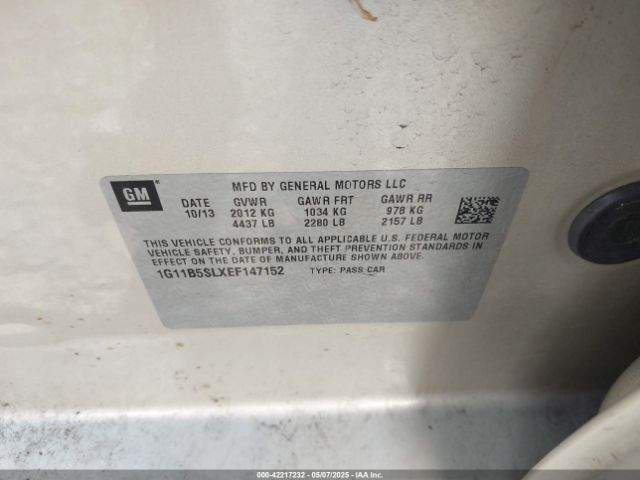 GM
MFD BY GENERAL MOTORS LLC
DATE GVWR GAWR FRT GAWR RR
10/13 2012 KG 1034 KG 978 KG
4437 LB 2280 LB 2157 LB
THIS VEHICLE CONFORMS TO ALL APPLICABLE U.S. FEDERAL MOTOR
VEHICLE SAFETY, BUMPER, AND THEFT PREVENTION STANDARDS IN
EFFECT ON THE DATE OF MANUFACTURE SHOWN ABOVE.
1G11B5SLXEF147152 TYPE: PASS CAR
000-42217232 - 05/07/2025 - Copyright © IAA